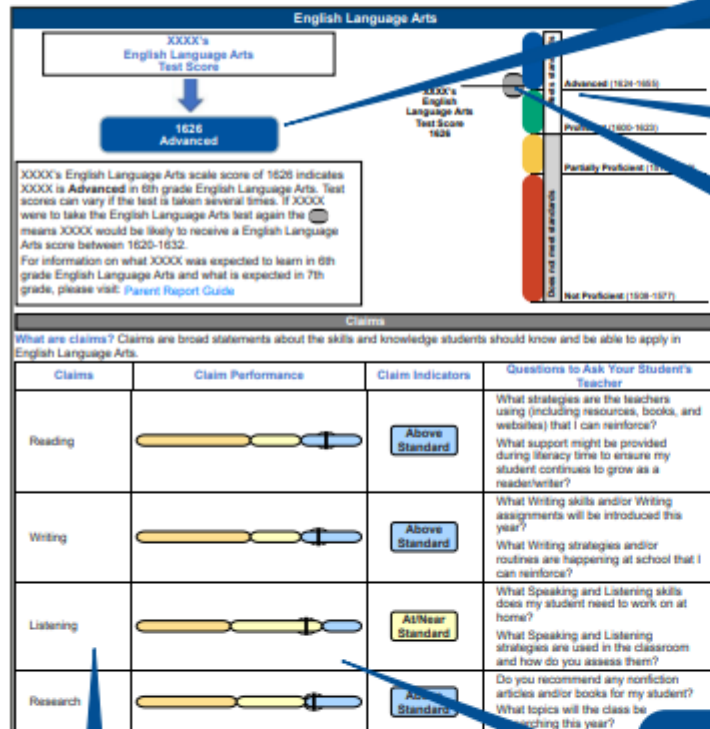 English Language Arts
XXXX's
English Language Arts
Test Score
1626
Advanced
XXXX's
English
Language Arts
Test Score
1626
Advanced (1624-1655)
(1600-1623)
Partially Proficient
Not Proficient (1508-1577)
Does not meet standards
XXXX's English Language Arts scale score of 1626 indicates
XXXX is Advanced in 6th grade English Language Arts. Test
scores can vary if the test is taken several times. If XXXX
were to take the English Language Arts test again the
means XXXX would be likely to receive a English Language
Arts score between 1620-1632.
For information on what XXXX was expected to learn in 6th
grade English Language Arts and what is expected in 7th
grade, please visit: Parent Report Guide
Claims
What are claims? Claims are broad statements about the skills and knowledge students should know and be able to apply in
English Language Arts.
Claims
Claim Performance
Claim Indicators
Questions to Ask Your Student's
Teacher
Reading
Above
Standard
What strategies are the teachers
using (including resources, books, and
websites) that I can reinforce?
What support might be provided
during literacy time to ensure my
student continues to grow as a
reader/writer?
Writing
Above
Standard
What Writing skills and/or Writing
assignments will be introduced this
year?
What Writing strategies and/or
routines are happening at school that I
can reinforce?
Listening
At/Near
Standard
What Speaking and Listening skills
does my student need to work on at
home?
What Speaking and Listening
strategies are used in the classroom
and how do you assess them?
Research
Above
Standard
Do you recommend any nonfiction
articles and/or books for my student?
What topics will the class be
this year?